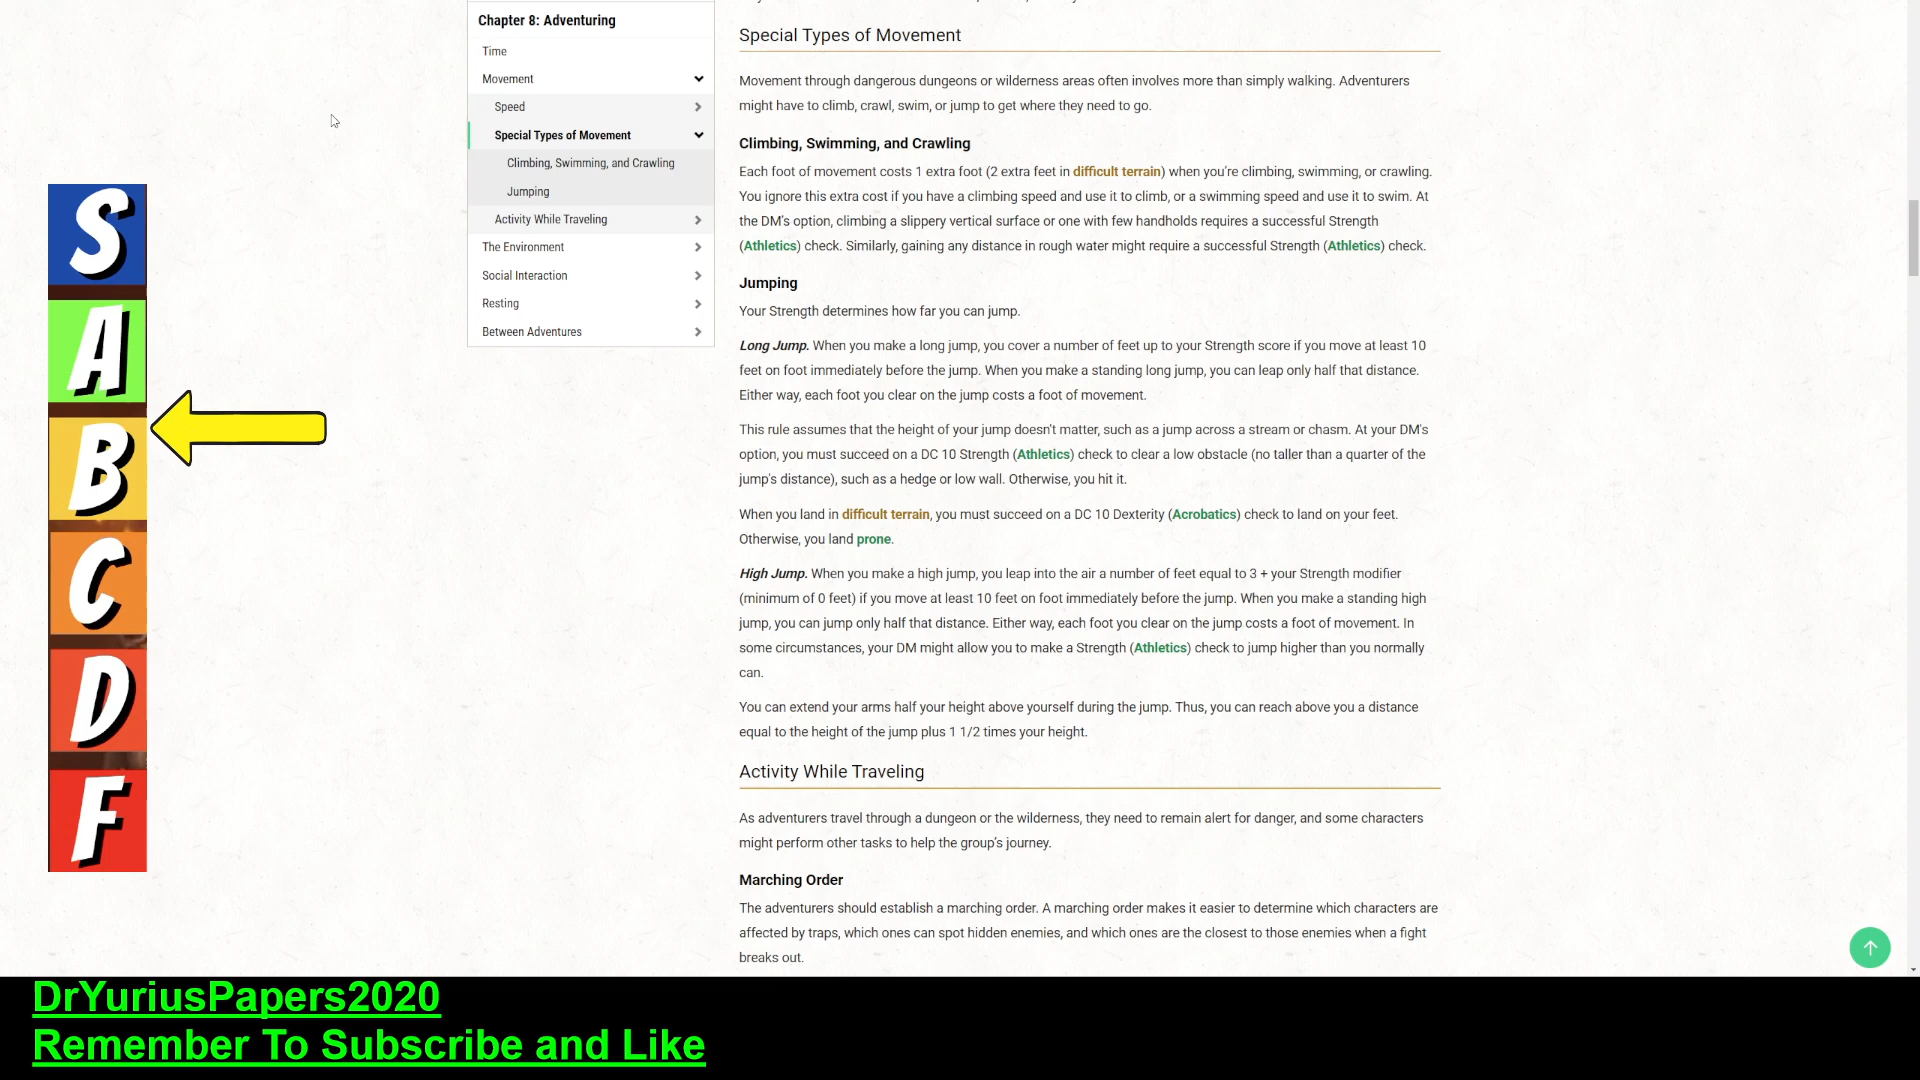 Chapter 8: Adventuring
Time
Movement
Speed
Special Types of Movement
Climbing, Swimming, and Crawling
Jumping
Activity While Traveling
The Environment
Social Interaction
Resting
Between Adventures
S
A
B
C
D
F
Special Types of Movement
Movement through dangerous dungeons or wilderness areas often involves more than simply walking. Adventurers
might have to climb, crawl, swim, or jump to get where they need to go.
Climbing, Swimming, and Crawling
Each foot of movement costs 1 extra foot (2 extra feet in difficult terrain) when you’re climbing, swimming, or crawling.
You ignore this extra cost if you have a climbing speed and use it to climb, or a swimming speed and use it to swim. At
the DM's option, climbing a slippery vertical surface or one with few handholds requires a successful Strength
(Athletics) check. Similarly, gaining any distance in rough water might require a successful Strength (Athletics) check.
Jumping
Your Strength determines how far you can jump.
Long Jump. When you make a long jump, you cover a number of feet up to your Strength score if you move at least 10
feet on foot immediately before the jump. When you make a standing long jump, you can leap only half that distance.
Either way, each foot you clear on the jump costs a foot of movement.
This rule assumes that the height of your jump doesn't matter, such as a jump across a stream or chasm. At your DM's
option, you must succeed on a DC 10 Strength (Athletics) check to clear a low obstacle (no taller than a quarter of the
jump's distance), such as a hedge or low wall. Otherwise, you hit it.
When you land in difficult terrain, you must succeed on a DC 10 Dexterity (Acrobatics) check to land on your feet.
Otherwise, you land prone.
High Jump. When you make a high jump, you leap into the air a number of feet equal to 3 + your Strength modifier
(minimum of 0 feet) if you move at least 10 feet on foot immediately before the jump. When you make a standing high
jump, you can jump only half that distance. Either way, each foot you clear on the jump costs a foot of movement. In
some circumstances, your DM might allow you to make a Strength (Athletics) check to jump higher than you normally
can.
You can extend your arms half your height above yourself during the jump. Thus, you can reach above you a distance
equal to the height of the jump plus 1 1/2 times your height.
Activity While Traveling
As adventurers travel through a dungeon or the wilderness, they need to remain alert for danger, and some characters
might perform other tasks to help the group’s journey.
Marching Order
The adventurers should establish a marching order. A marching order makes it easier to determine which characters are
affected by traps, which ones can spot hidden enemies, and which ones are the closest to those enemies when a fight
breaks out.
DrYuriusPapers2020
Remember To Subscribe and Like